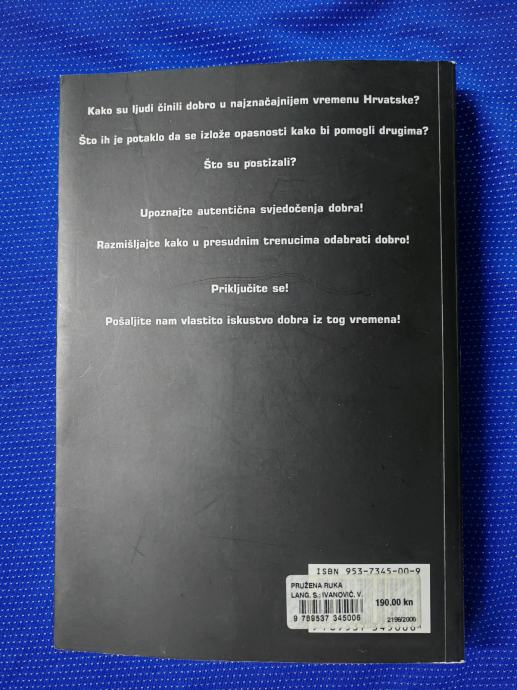 Kako su ljudi činili dobro u najznačajnijem vremenu Hrvatske?
Što ih je potaklo da se izlože opasnosti kako bi pomogli drugima?
Što su postizali?
Upoznajte autentična svjedočenja dobra!
Razmišljajte kako u presudnim trenucima odabrati dobro!
Priključite se!
Pošaljite nam vlastito iskustvo dobra iz tog vremena!
ISBN 953-7345-00-9
PRUŽENA RUKA
LANG, S.; IVANOVIĆ, V.
190.00 kn
9 789537 345006
2196/2006